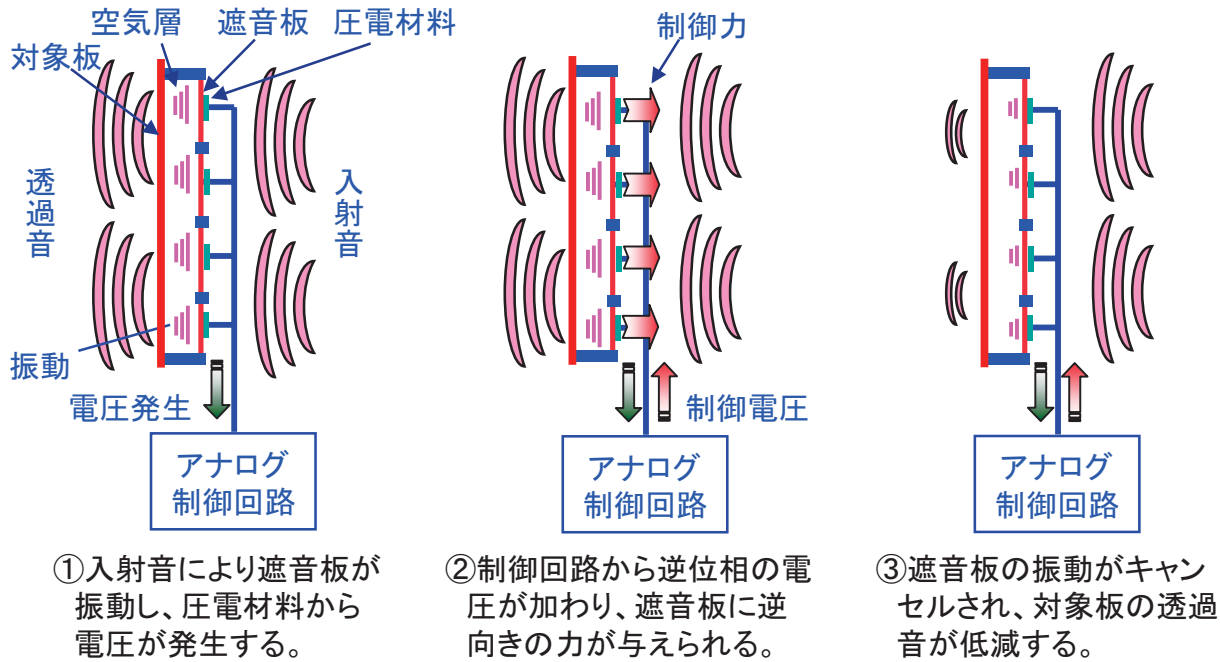 空気層
遮音板
圧電材料
対象板
透過音
入射音
振動
電圧発生
アナログ
制御回路
①入射音により遮音板が
振動し、圧電材料から
電圧が発生する。
制御力
制御電圧
アナログ
制御回路
②制御回路から逆位相の電
圧が加わり、遮音板に逆
向きの力が与えられる。
アナログ
制御回路
③遮音板の振動がキャン
セルされ、対象板の透過
音が低減する。